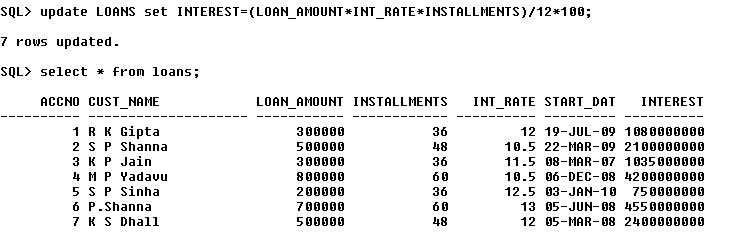 SQL> update LOANS set INTEREST=(LOAN_AMOUNT*INT_RATE*INSTALLMENTS)/12*100;
7 rows updated.
SQL> select * from loans;
ACCNO CUST_NAME LOAN_AMOUNT INSTALLMENTS INT_RATE START_DAT INTEREST
---------- -------------------- ----------- ------------ ---------- --------- ----------
1 R K Gipta 300000 36 12 19-JUL-09 1080000000
2 S P Shanna 500000 48 10.5 22-MAR-09 2100000000
3 K P Jain 300000 36 11.5 08-MAR-07 1035000000
4 M P Yadavu 800000 60 10.5 06-DEC-08 4200000000
5 S P Sinha 200000 36 12.5 03-JAN-10 750000000
6 P.Shanna 700000 60 13 05-JUN-08 4550000000
7 K S Dhall 500000 48 12 05-MAR-08 2400000000